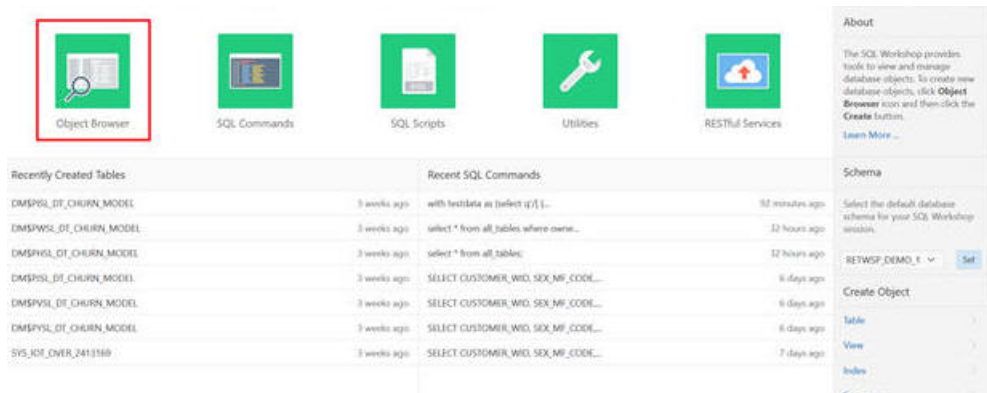 Object Browser
SQL Commands
SQL Scripts
Utilities
RESTful Services
About
The SQL Workshop provides
tools to view and manage
database objects. To create new
database objects, click Object
Browser icon and then click the
Create button.
Learn More ...
Recently Created Tables
DM$PISL_DT_CHURN_MODEL 3 weeks ago
DM$PWSL_DT_CHURN_MODEL 3 weeks ago
DM$PHSL_DT_CHURN_MODEL 3 weeks ago
DM$PJSL_DT_CHURN_MODEL 3 weeks ago
DM$PVSL_DT_CHURN_MODEL 3 weeks ago
DM$PYSL_DT_CHURN_MODEL 3 weeks ago
SYS_IOT_OVER_2413169 3 weeks ago
Recent SQL Commands
with testdata as (select q'/[ {... 92 minutes ago
select * from all_tables where owne... 12 hours ago
select * from all_tables; 12 hours ago
SELECT CUSTOMER_WID, SEX_MF_CODE,... 6 days ago
SELECT CUSTOMER_WID, SEX_MF_CODE,... 6 days ago
SELECT CUSTOMER_WID, SEX_MF_CODE,... 6 days ago
SELECT CUSTOMER_WID, SEX_MF_CODE,... 7 days ago
Schema
Select the default database
schema for your SQL Workshop
session.
RETWSP_DEMO_1 Set
Create Object
Table
View
Index